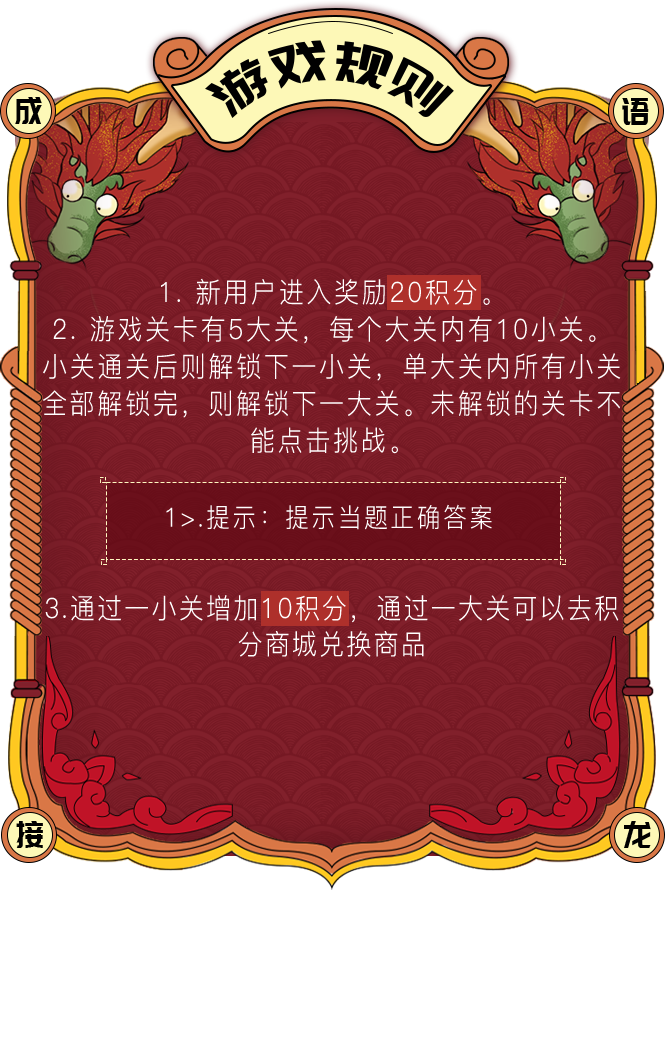 游戏规则
成
语
1. 新用户进入奖励20积分。
2. 游戏关卡有5大关，每个大关内有10小关。
小关通关后则解锁下一小关，单大关内所有小关
全部解锁完，则解锁下一大关。未解锁的关卡不
能点击挑战。
1>.提示：提示当题正确答案
3.通过一小关增加10积分，通过一大关可以去积
分商城兑换商品
接
龙